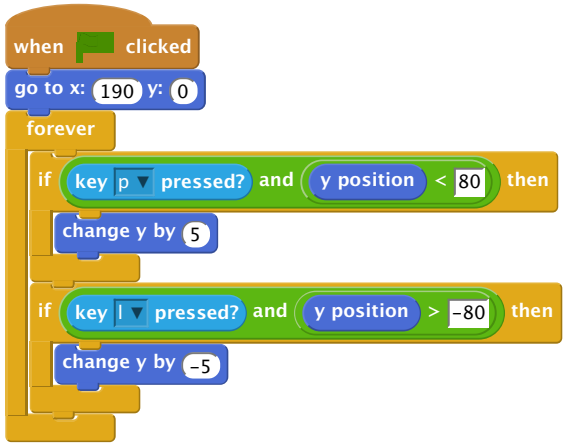 when clicked
go to x: 190 y: 0
forever
if key p pressed? and y position < 80 then
change y by 5
if key l pressed? and y position > -80 then
change y by -5